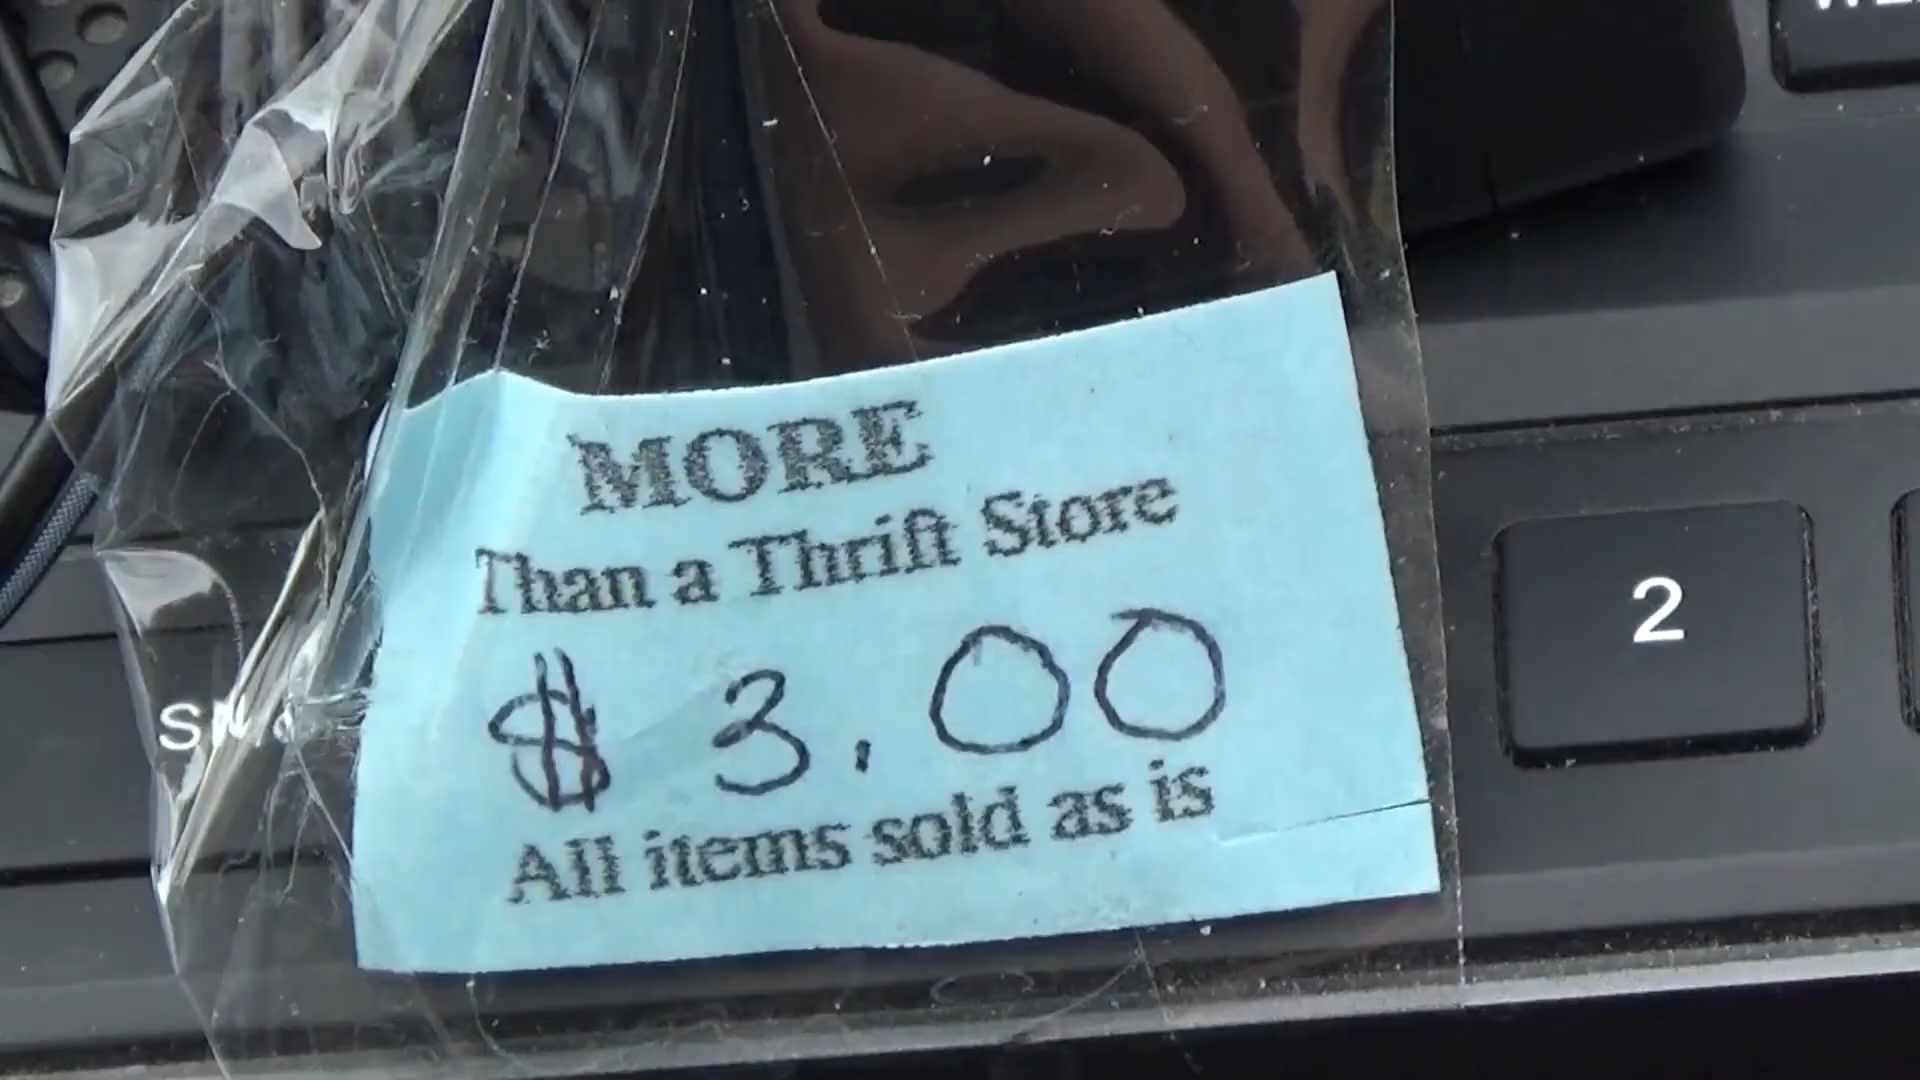 MORE
Than a Thrift Store
$ 3.00
All items sold as is
2